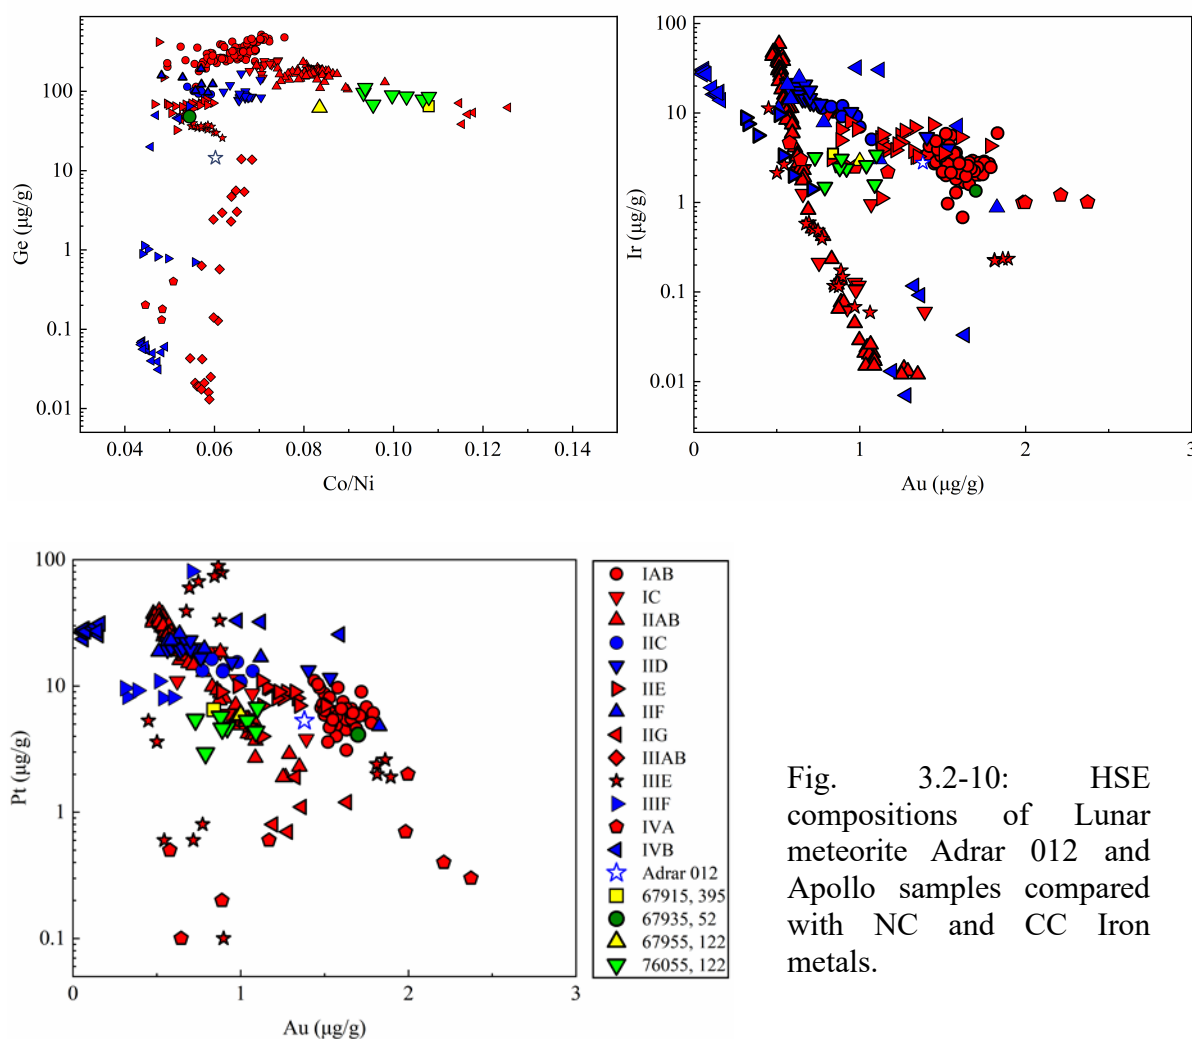 100
10
1
0.1
0.01
Ge (μg/g)
0.04 0.06 0.08 0.10 0.12 0.14
Co/Ni
100
10
1
0.1
0.01
Ir (μg/g)
0 1 2 3
Au (μg/g)
100
10
1
0.1
Pt (μg/g)
0 1 2 3
Au (μg/g)
IAB
IC
IIAB
IIC
IID
IIE
IIF
IIG
IIIAB
IIIE
IIIF
IVA
IVB
Adrar 012
67915, 395
67935, 52
67955, 122
76055, 122
Fig. 3.2-10: HSE
compositions of Lunar
meteorite Adrar 012 and
Apollo samples compared
with NC and CC Iron
metals.